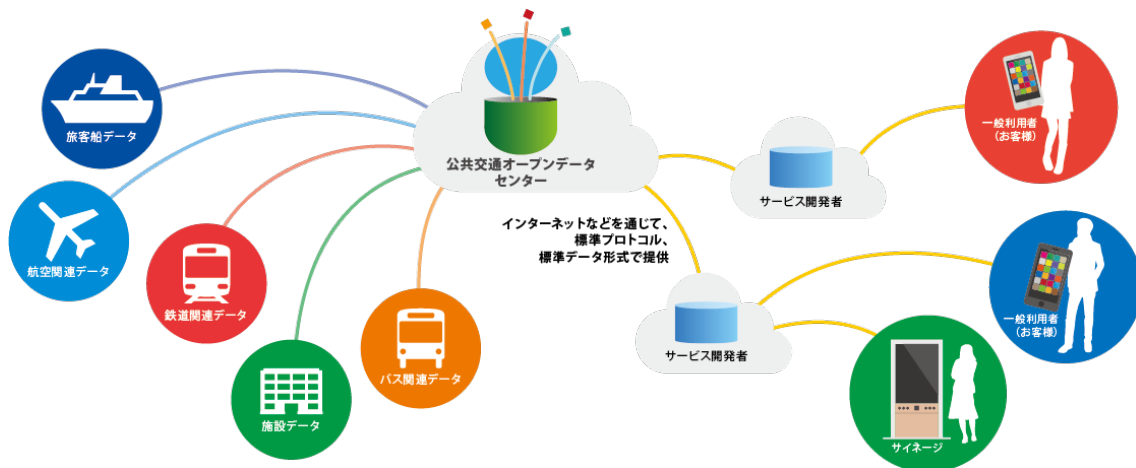 旅客船データ
航空関連データ
鉄道関連データ
施設データ
バス関連データ
公共交通オープンデータ
センター
インターネットなどを通じて、
標準プロトコル、
標準データ形式で提供
サービス開発者
一般利用者
(お客様)
サービス開発者
一般利用者
(お客様)
サイネージ